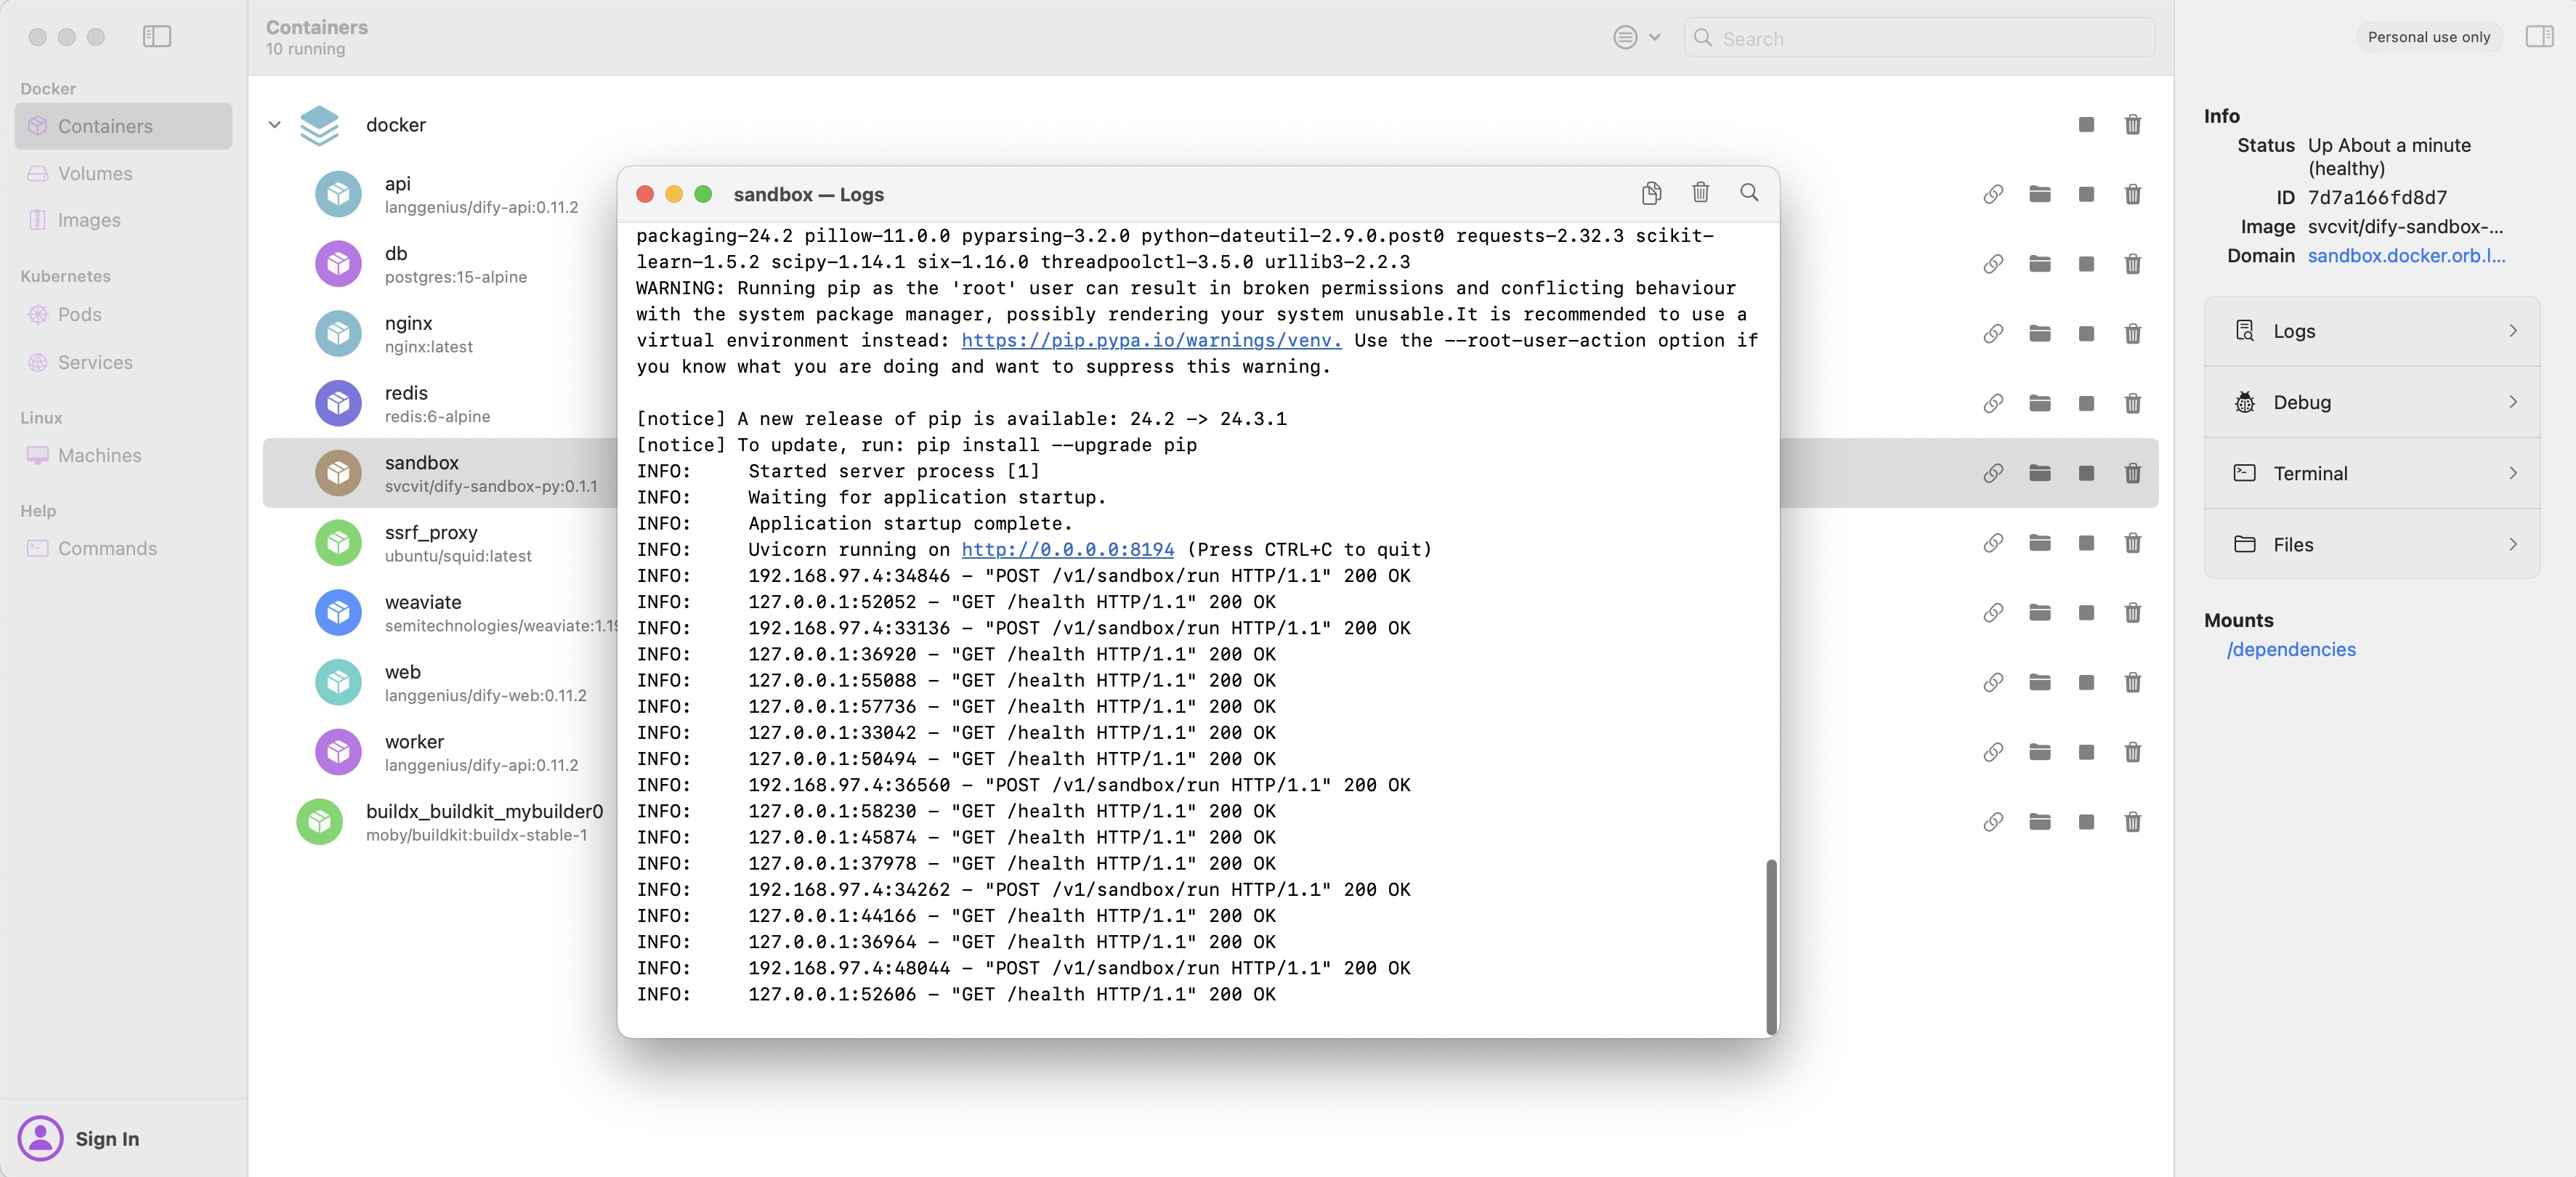 Containers
10 running
Search
Personal use only
Docker
Containers
Volumes
Images
Kubernetes
Pods
Services
Linux
Machines
Help
Commands
Sign In
docker
api
langgenius/dify-api:0.11.2
db
postgres:15-alpine
nginx
nginx:latest
redis
redis:6-alpine
sandbox
svcvit/dify-sandbox-py:0.1.1
ssrf_proxy
ubuntu/squid:latest
weaviate
semitechnologies/weaviate:1.19
web
langgenius/dify-web:0.11.2
worker
langgenius/dify-api:0.11.2
buildx_buildkit_mybuilder0
moby/buildkit:buildx-stable-1
sandbox — Logs
packaging-24.2 pillow-11.0.0 pyparsing-3.2.0 python-dateutil-2.9.0.post0 requests-2.32.3 scikit-
learn-1.5.2 scipy-1.14.1 six-1.16.0 threadpoolctl-3.5.0 urllib3-2.2.3
WARNING: Running pip as the 'root' user can result in broken permissions and conflicting behaviour
with the system package manager, possibly rendering your system unusable.It is recommended to use a
virtual environment instead: https://pip.pypa.io/warnings/venv. Use the --root-user-action option if
you know what you are doing and want to suppress this warning.
[notice] A new release of pip is available: 24.2 -> 24.3.1
[notice] To update, run: pip install --upgrade pip
INFO:     Started server process [1]
INFO:     Waiting for application startup.
INFO:     Application startup complete.
INFO:     Uvicorn running on http://0.0.0.0:8194 (Press CTRL+C to quit)
INFO:     192.168.97.4:34846 - "POST /v1/sandbox/run HTTP/1.1" 200 OK
INFO:     127.0.0.1:52052 - "GET /health HTTP/1.1" 200 OK
INFO:     192.168.97.4:33136 - "POST /v1/sandbox/run HTTP/1.1" 200 OK
INFO:     127.0.0.1:36920 - "GET /health HTTP/1.1" 200 OK
INFO:     127.0.0.1:55088 - "GET /health HTTP/1.1" 200 OK
INFO:     127.0.0.1:57736 - "GET /health HTTP/1.1" 200 OK
INFO:     127.0.0.1:33042 - "GET /health HTTP/1.1" 200 OK
INFO:     127.0.0.1:50494 - "GET /health HTTP/1.1" 200 OK
INFO:     192.168.97.4:36560 - "POST /v1/sandbox/run HTTP/1.1" 200 OK
INFO:     127.0.0.1:58230 - "GET /health HTTP/1.1" 200 OK
INFO:     127.0.0.1:45874 - "GET /health HTTP/1.1" 200 OK
INFO:     127.0.0.1:37978 - "GET /health HTTP/1.1" 200 OK
INFO:     192.168.97.4:34262 - "POST /v1/sandbox/run HTTP/1.1" 200 OK
INFO:     127.0.0.1:44166 - "GET /health HTTP/1.1" 200 OK
INFO:     127.0.0.1:36964 - "GET /health HTTP/1.1" 200 OK
INFO:     192.168.97.4:48044 - "POST /v1/sandbox/run HTTP/1.1" 200 OK
INFO:     127.0.0.1:52606 - "GET /health HTTP/1.1" 200 OK
Info
Status Up About a minute
(healthy)
ID 7d7a166fd8d7
Image svcvit/dify-sandbox-...
Domain sandbox.docker.orb.l...
Logs
Debug
Terminal
Files
Mounts
/dependencies